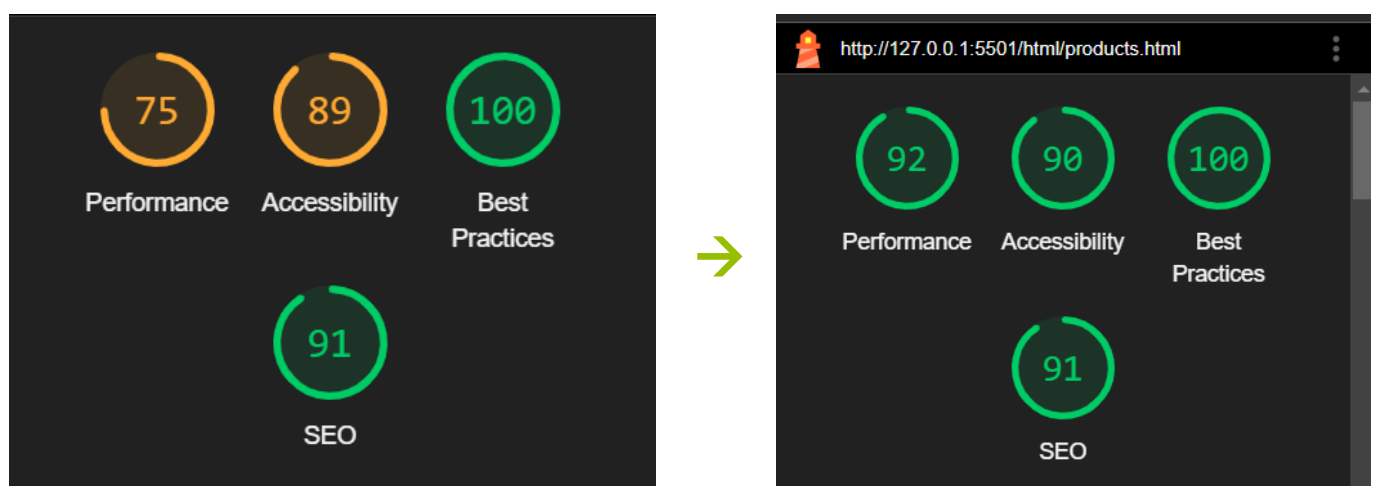 75 89 100
Performance Accessibility Best
Practices
91
SEO
http://127.0.0.1:5501/html/products.html
92 90 100
Performance Accessibility Best
Practices
91
SEO